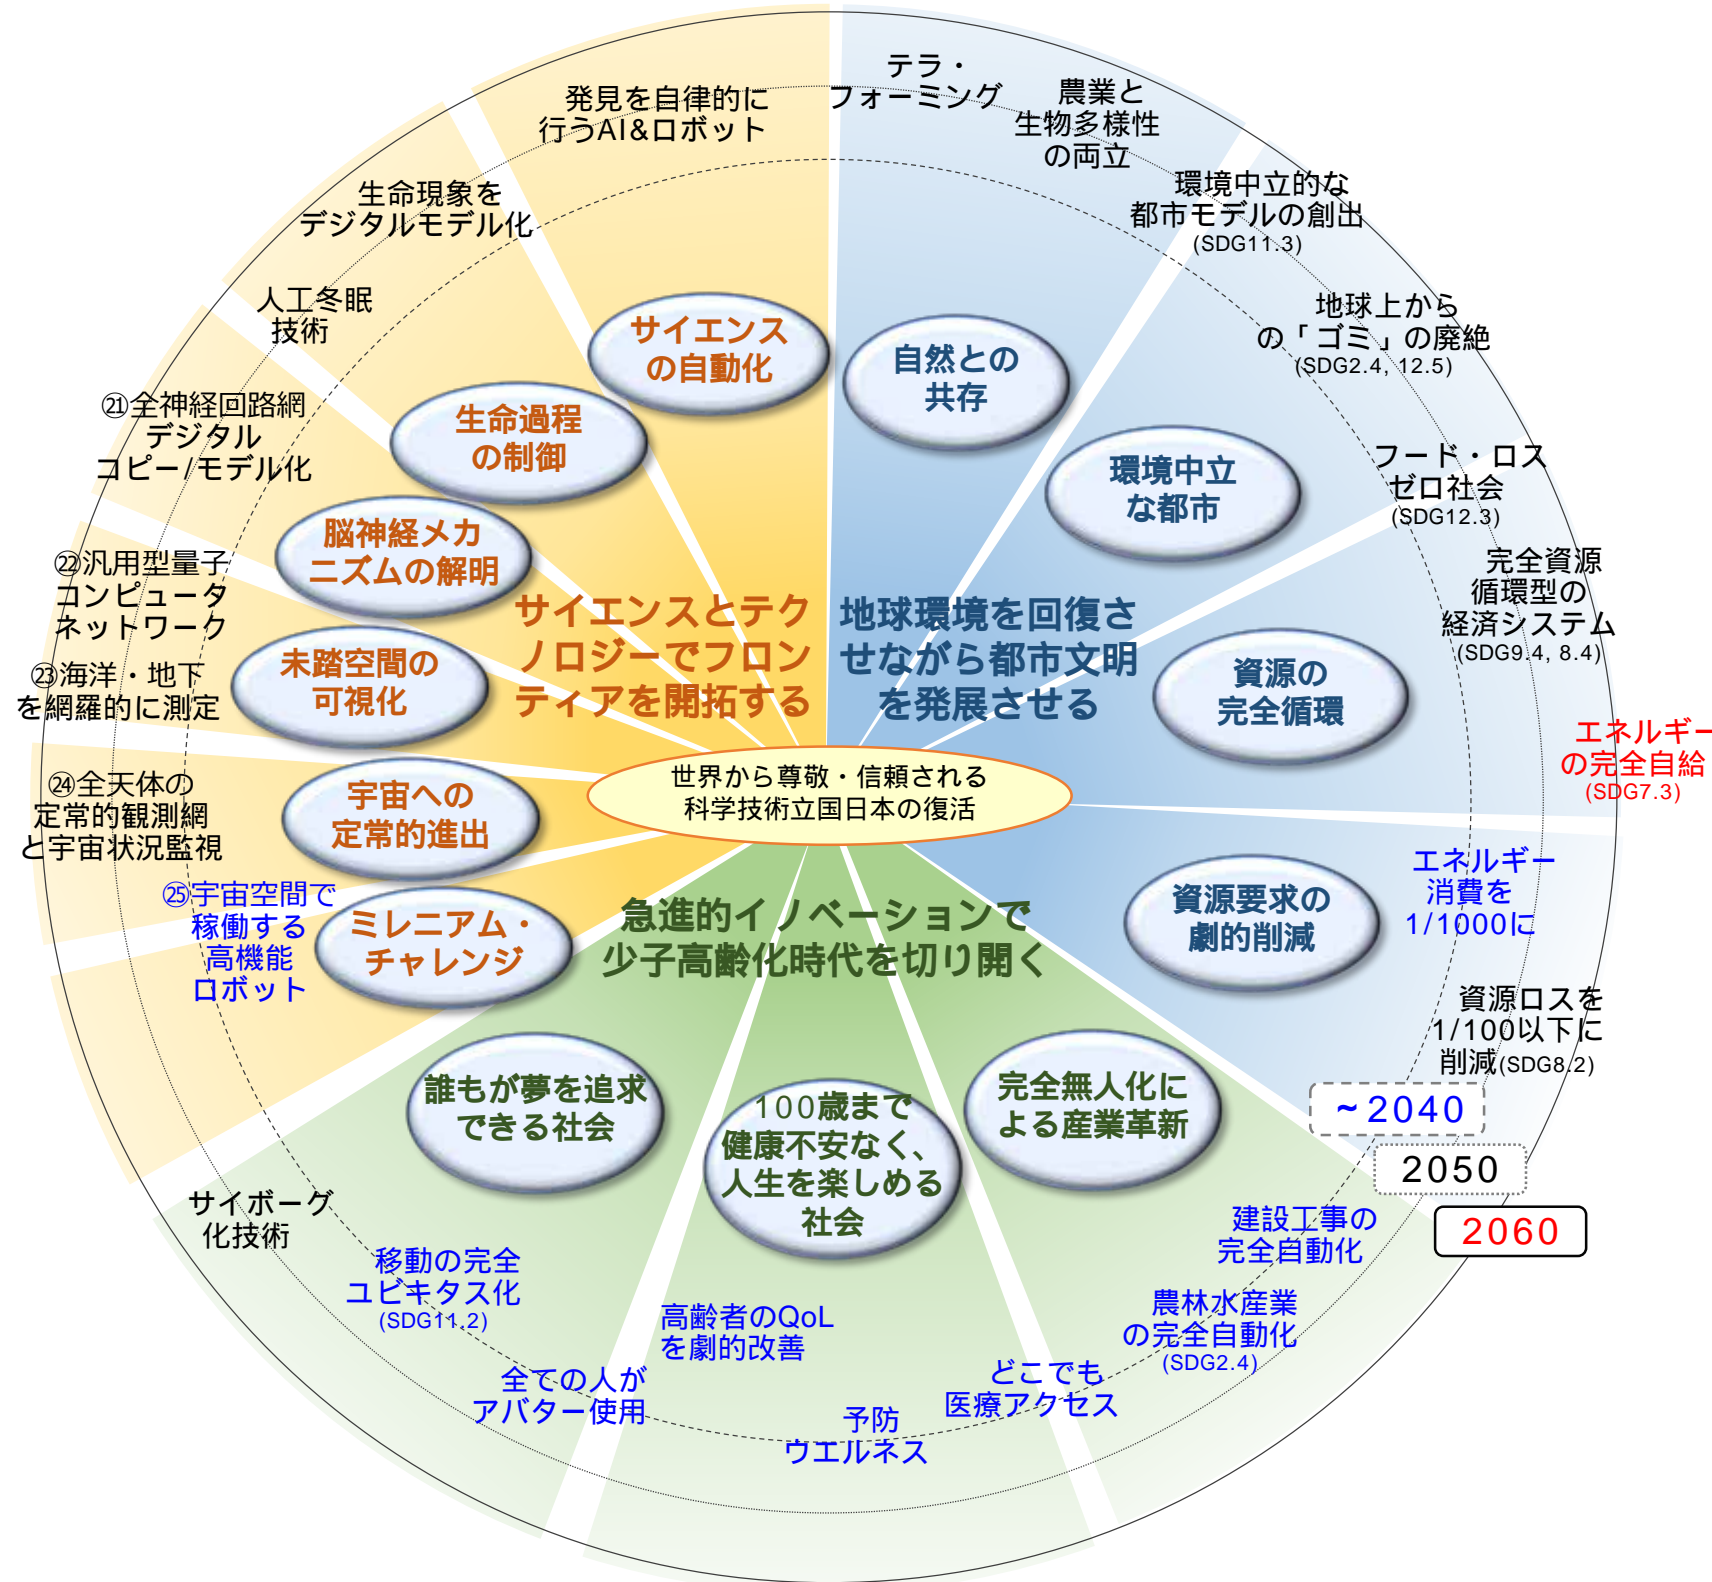 テラ・
フォーミング
農業と
生物多様性
の両立
環境中立的な
都市モデルの創出
(SDG11.3)
地球上から
の「ゴミ」の廃絶
(SDG2.4, 12.5)
フード・ロス
ゼロ社会
(SDG12.3)
完全資源
循環型の
経済システム
(SDG9.4, 8.4)
エネルギー
の完全自給
(SDG7.3)
エネルギー
消費を
1/1000に
資源ロスを
1/100以下に
削減(SDG8.2)
~2040
2050
2060
建設工事の
完全自動化
農林水産業
の完全自動化
(SDG2.4)
どこでも
医療アクセス
予防
ウエルネス
高齢者のQoL
を劇的改善
全ての人が
アバター使用
移動の完全
ユビキタス化
(SDG11.2)
サイボーグ
化技術
㉕宇宙空間で
稼働する
高機能
ロボット
㉔全天体の
定常的観測網
と宇宙状況監視
㉓海洋・地下
を網羅的に測定
㉒汎用型量子
コンピュータ
ネットワーク
㉑全神経回路網
デジタル
コピー/モデル化
人工冬眠
技術
生命現象を
デジタルモデル化
発見を自律的に
行うAI&ロボット
サイエンス
の自動化
生命過程
の制御
脳神経メカ
ニズムの解明
未踏空間の
可視化
宇宙への
定常的進出
ミレニアム・
チャレンジ
自然との
共存
環境中立
な都市
資源の
完全循環
資源要求の
劇的削減
完全無人化に
よる産業革新
100歳まで
健康不安なく、
人生を楽しめる
社会
誰もが夢を追求
できる社会
サイエンスとテク
ノロジーでフロン
ティアを開拓する
地球環境を回復さ
せながら都市文明
を発展させる
世界から尊敬・信頼される
科学技術立国日本の復活
急進的イノベーションで
少子高齢化時代を切り開く